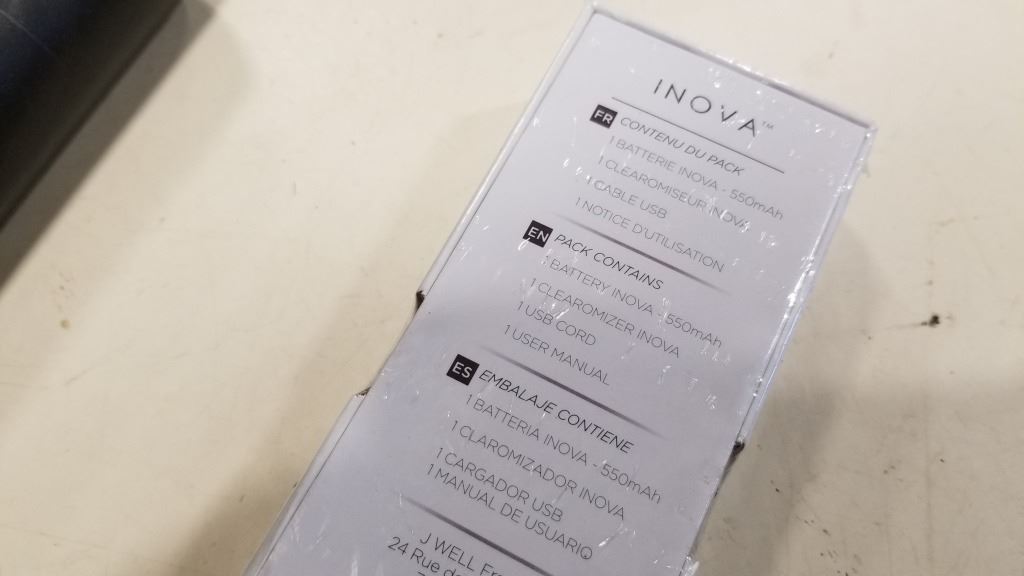 INOVA™
FR CONTENU DU PACK
1 BATTERIE INOVA - 550mAh
1 CLEAROMISEUR INOVA
1 CABLE USB
1 NOTICE D'UTILISATION
EN PACK CONTAINS
1 BATTERY INOVA - 550mAh
1 CLEAROMIZER INOVA
1 USB CORD
1 USER MANUAL
ES EMBALAJE CONTIENE
1 BATTERIA INOVA - 550mAh
1 CLAROMIZADOR INOVA
1 CARGADOR USB
1 MANUAL DE USUARIO
J WELL
24 Rue